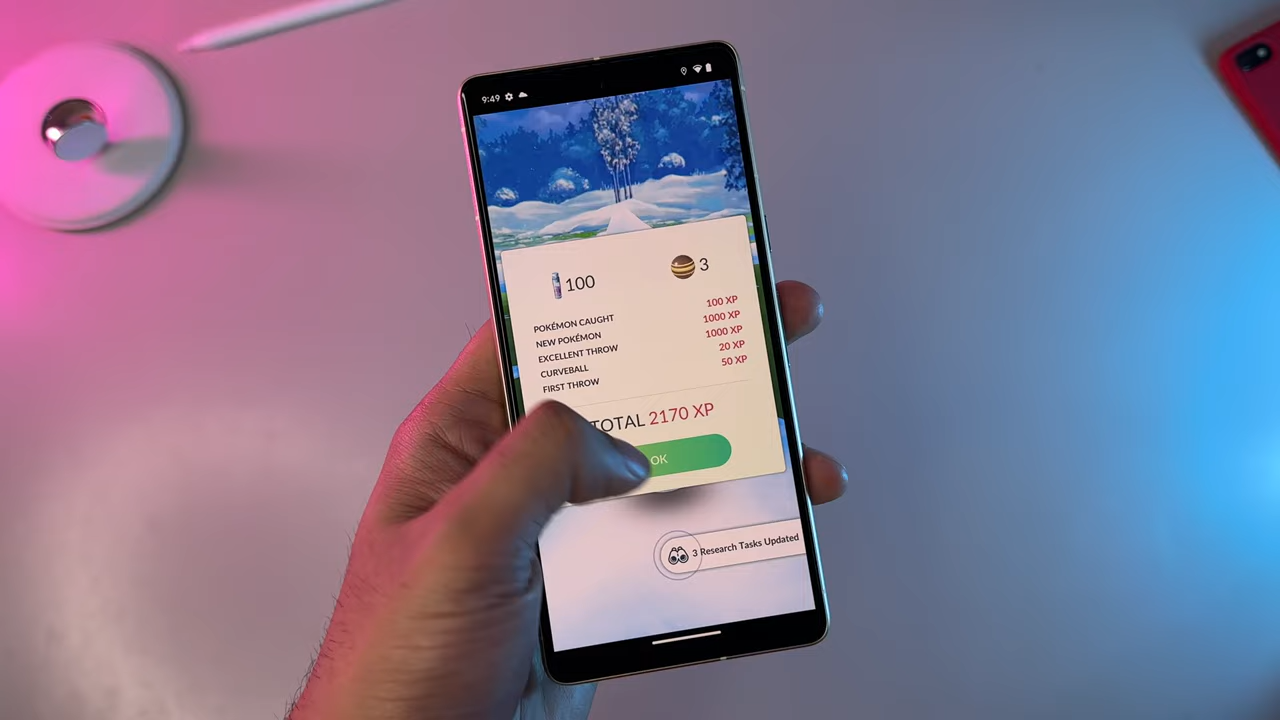 9:49
100
3
POKÉMON CAUGHT 100 XP
NEW POKÉMON 1000 XP
EXCELLENT THROW 1000 XP
CURVEBALL 20 XP
FIRST THROW 50 XP
TOTAL 2170 XP
OK
3 Research Tasks Updated